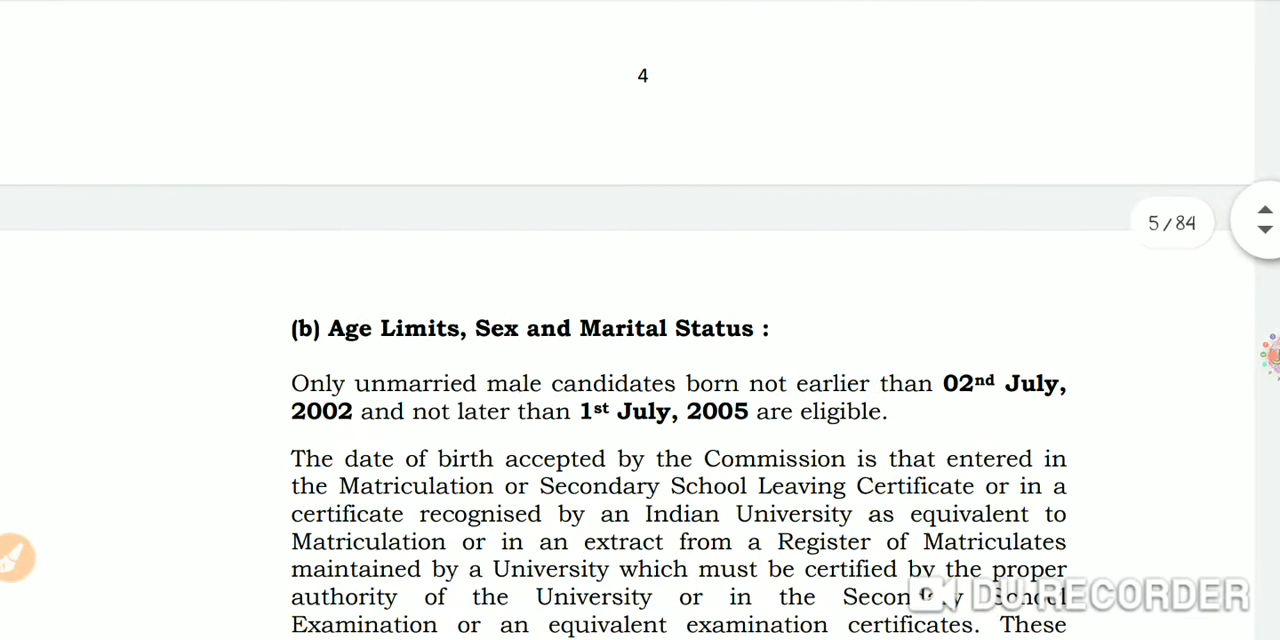 4
5/84
(b) Age Limits, Sex and Marital Status :
Only unmarried male candidates born not earlier than 02nd July,
2002 and not later than 1st July, 2005 are eligible.
The date of birth accepted by the Commission is that entered in
the Matriculation or Secondary School Leaving Certificate or in a
certificate recognised by an Indian University as equivalent to
Matriculation or in an extract from a Register of Matriculates
maintained by a University which must be certified by the proper
authority of the University or in the Secondary School
DU RECORDER
Examination or an equivalent examination certificates. These